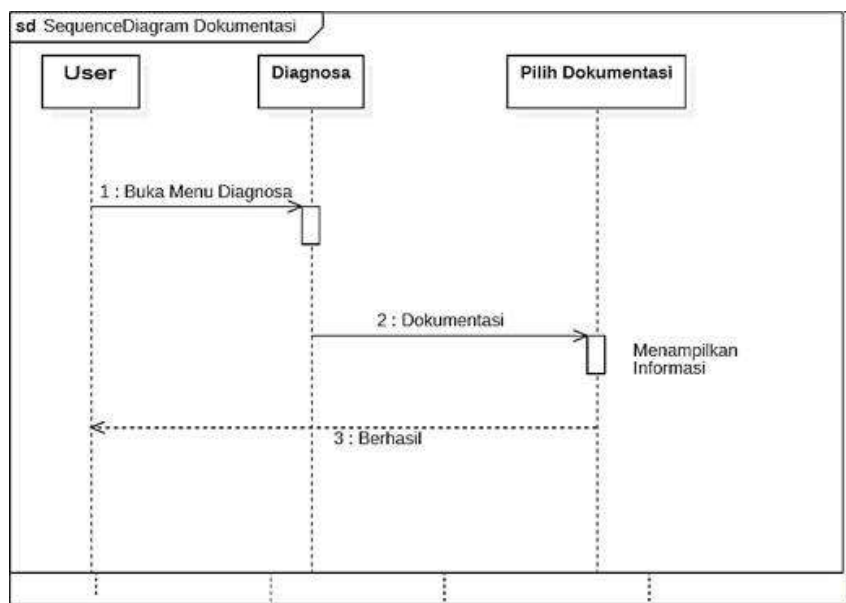 sd SequenceDiagram Dokumentasi
User
Diagnosa
Pilih Dokumentasi
1 : Buka Menu Diagnosa
2 : Dokumentasi
Menampilkan
Informasi
3 : Berhasil